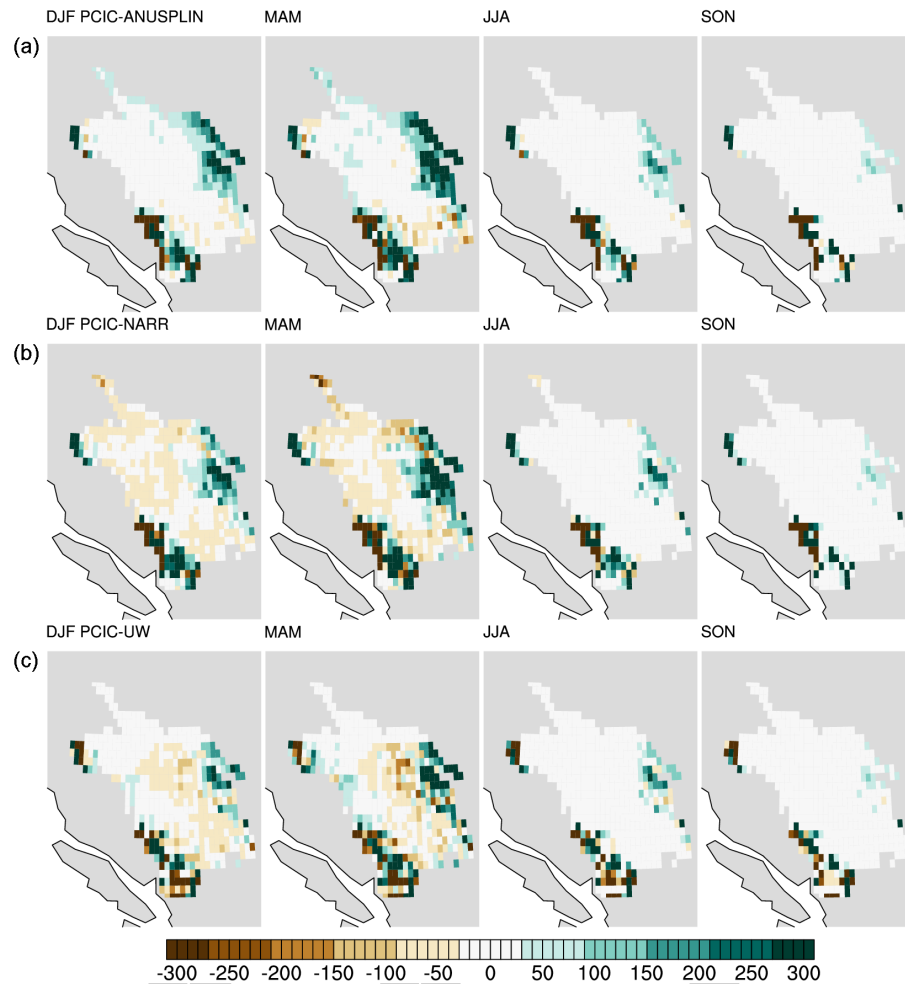 DJF PCIC-ANUSPLIN MAM JJA SON
(a)
DJF PCIC-NARR MAM JJA SON
(b)
DJF PCIC-UW MAM JJA SON
(c)
-300 -250 -200 -150 -100 -50 0 50 100 150 200 250 300